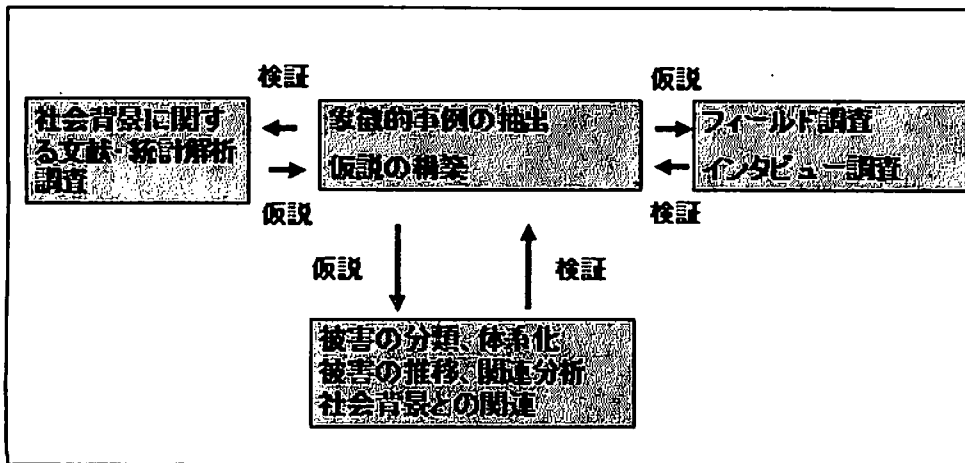 検証
仮説
社会背景に関す
る文献・統計解析
調査
象徴的事例の抽出
仮説の構築
フィールド調査
インタビュー調査
仮説
検証
仮説
検証
被害の分類、体系化
被害の推移、関連分析
社会背景との関連